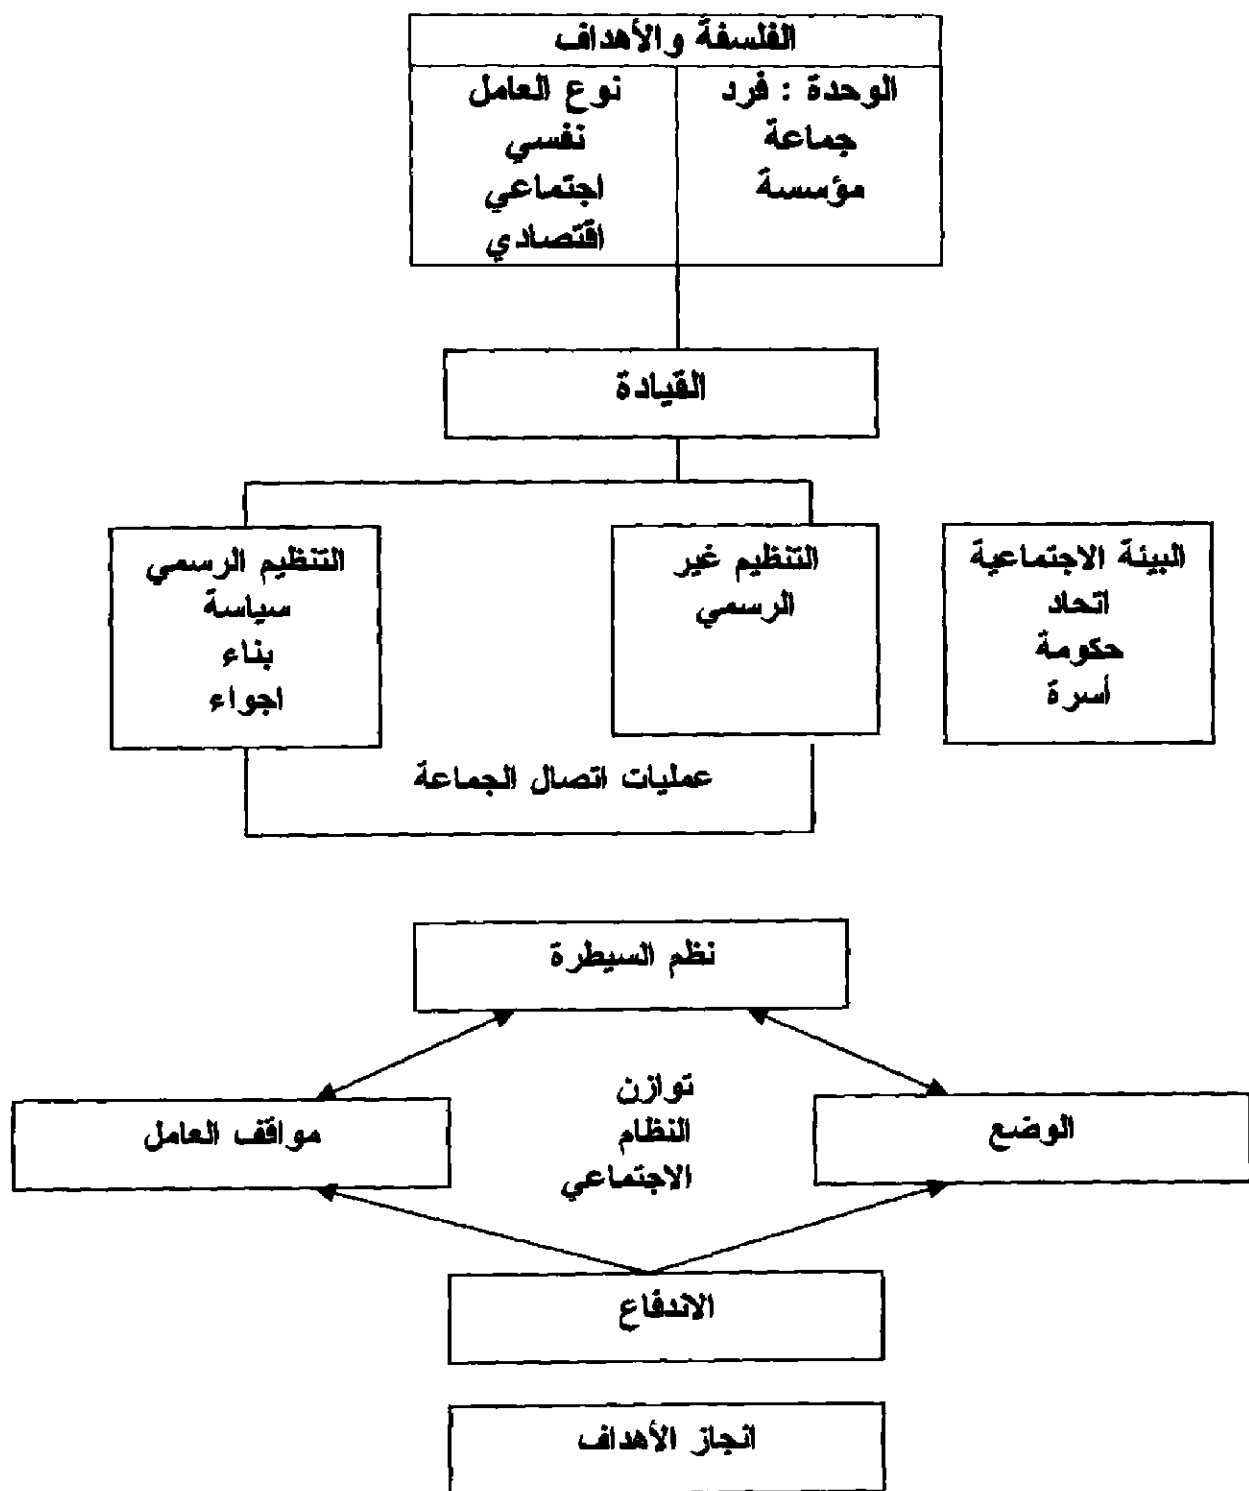 الفلسفة والأهداف
الوحدة : فرد
جماعة
مؤسسة
نوع العامل
نفسي
اجتماعي
اقتصادي
القيادة
البيئة الاجتماعية
اتحاد
حكومة
أسرة
التنظيم غير
الرسمي
التنظيم الرسمي
سياسة
بناء
اجواء
عمليات اتصال الجماعة
نظم السيطرة
الوضع
توازن
النظام
الاجتماعي
مواقف العامل
الاندفاع
انجاز الأهداف